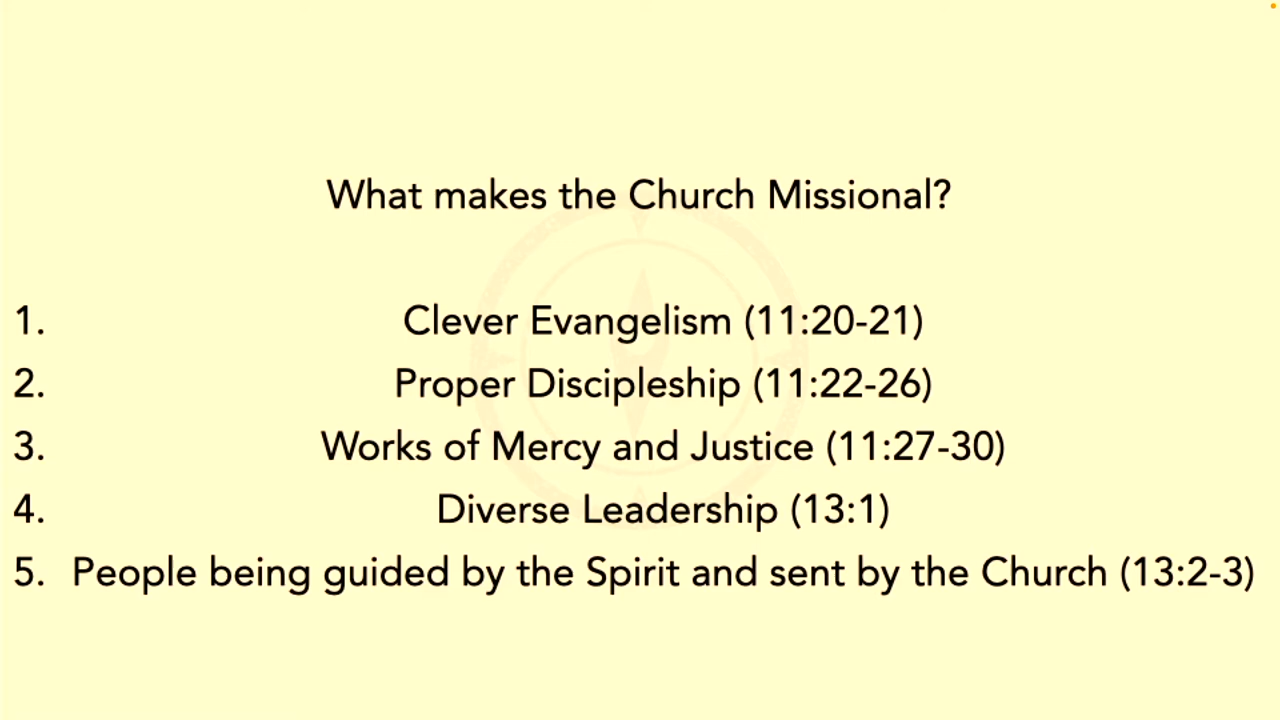 What makes the Church Missional?
1. Clever Evangelism (11:20-21)
2. Proper Discipleship (11:22-26)
3. Works of Mercy and Justice (11:27-30)
4. Diverse Leadership (13:1)
5. People being guided by the Spirit and sent by the Church (13:2-3)